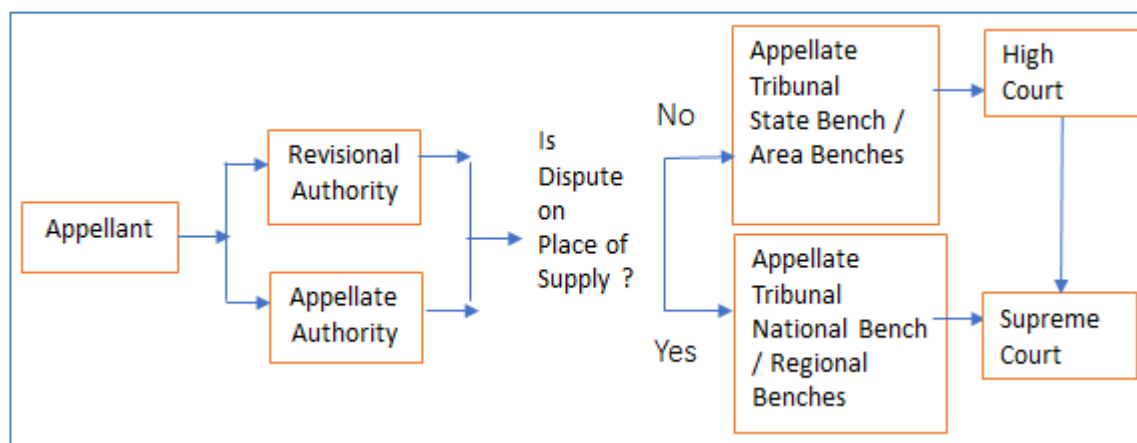 Appellant
Revisional
Authority
Appellate
Authority
Is
Dispute
on
Place of
Supply ?
No
Yes
Appellate
Tribunal
State Bench /
Area Benches
Appellate
Tribunal
National Bench
/ Regional
Benches
High
Court
Supreme
Court